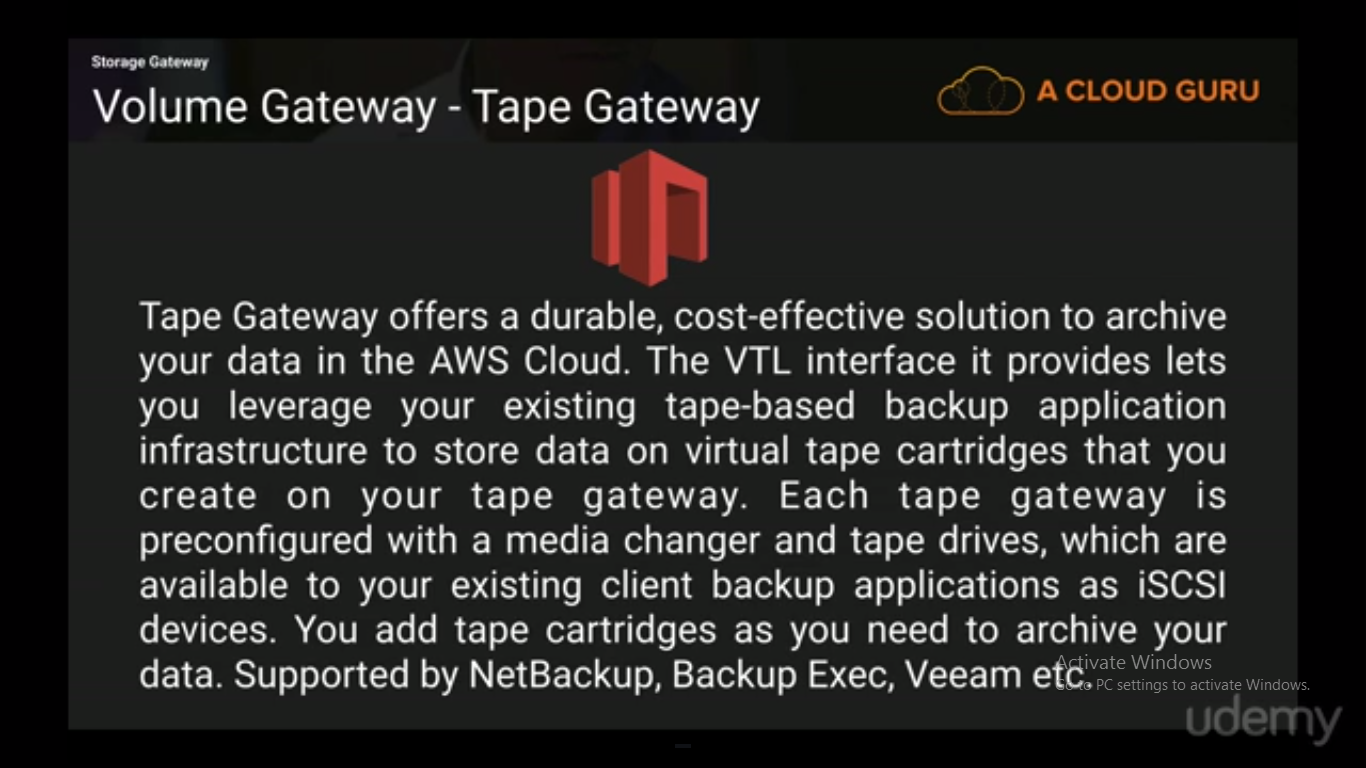 Storage Gateway
Volume Gateway - Tape Gateway
A CLOUD GURU
Tape Gateway offers a durable, cost-effective solution to archive
your data in the AWS Cloud. The VTL interface it provides lets
you leverage your existing tape-based backup application
infrastructure to store data on virtual tape cartridges that you
create on your tape gateway. Each tape gateway is
preconfigured with a media changer and tape drives, which are
available to your existing client backup applications as iSCSI
devices. You add tape cartridges as you need to archive your
data. Supported by NetBackup, Backup Exec, Veeam etc.
Activate Windows
Go to PC settings to activate Windows.
udemy